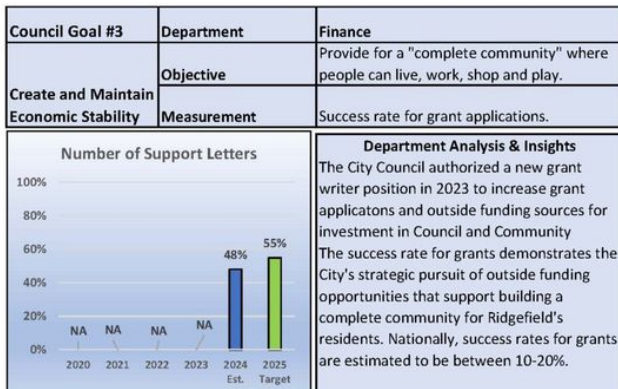 Council Goal #3 Department Finance
Create and Maintain
Economic Stability
Objective
Provide for a "complete community" where
people can live, work, shop and play.
Measurement Success rate for grant applications.
Number of Support Letters
100%
80%
60%
40%
20%
0%
NA NA NA NA 48% 55%
2020 2021 2022 2023 2024 2025
Est. Target
Department Analysis & Insights
The City Council authorized a new grant
writer position in 2023 to increase grant
applicatons and outside funding sources for
investment in Council and Community
The success rate for grants demonstrates the
City's strategic pursuit of outside funding
opportunities that support building a
complete community for Ridgefield's
residents. Nationally, success rates for grants
are estimated to be between 10-20%.